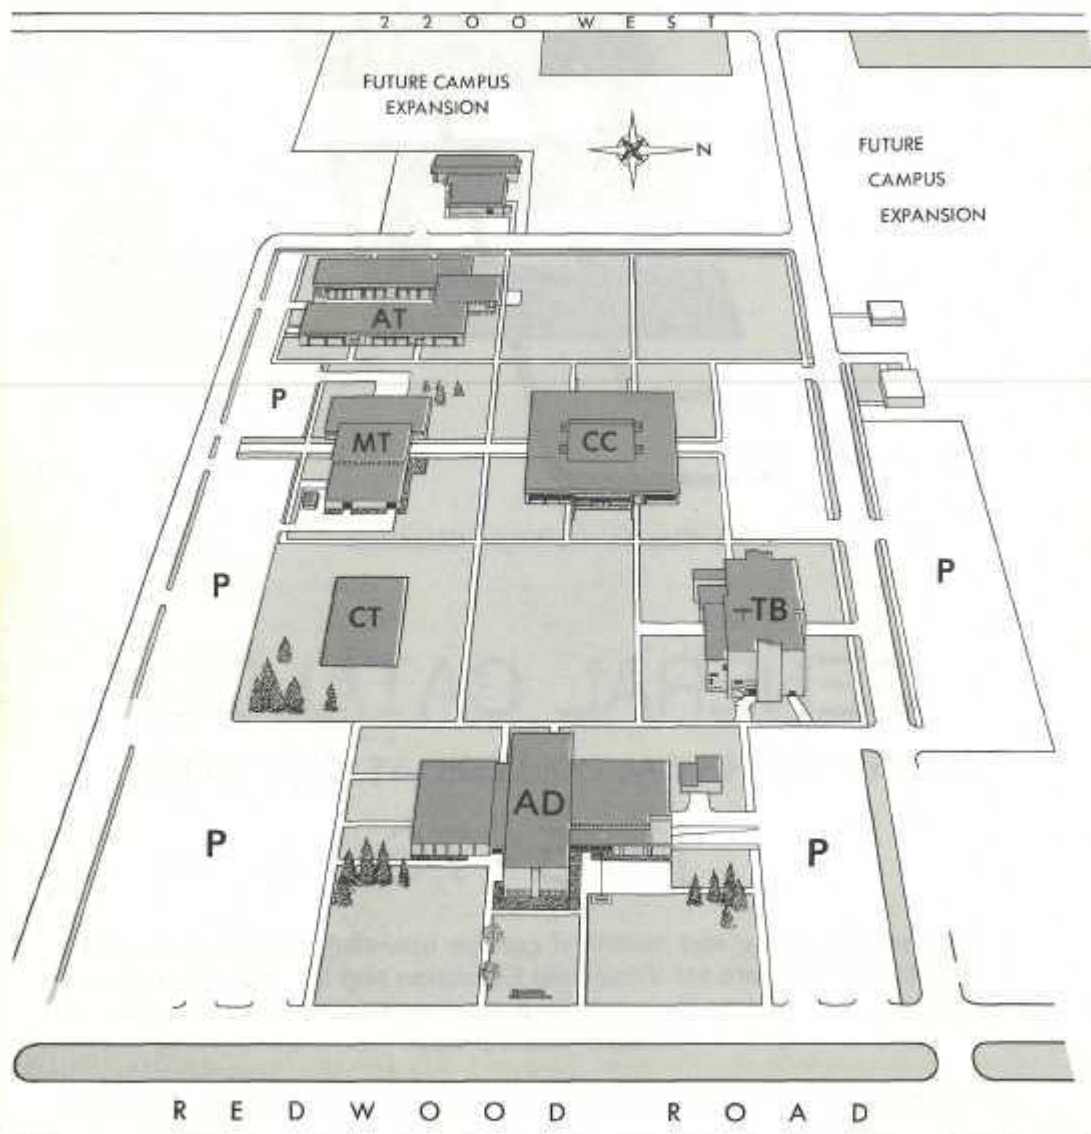 2200 WEST
FUTURE CAMPUS
EXPANSION
N
FUTURE
CAMPUS
EXPANSION
AT
P
MT
CC
P
CT
TB
P
P
AD
P
REDWOOD ROAD